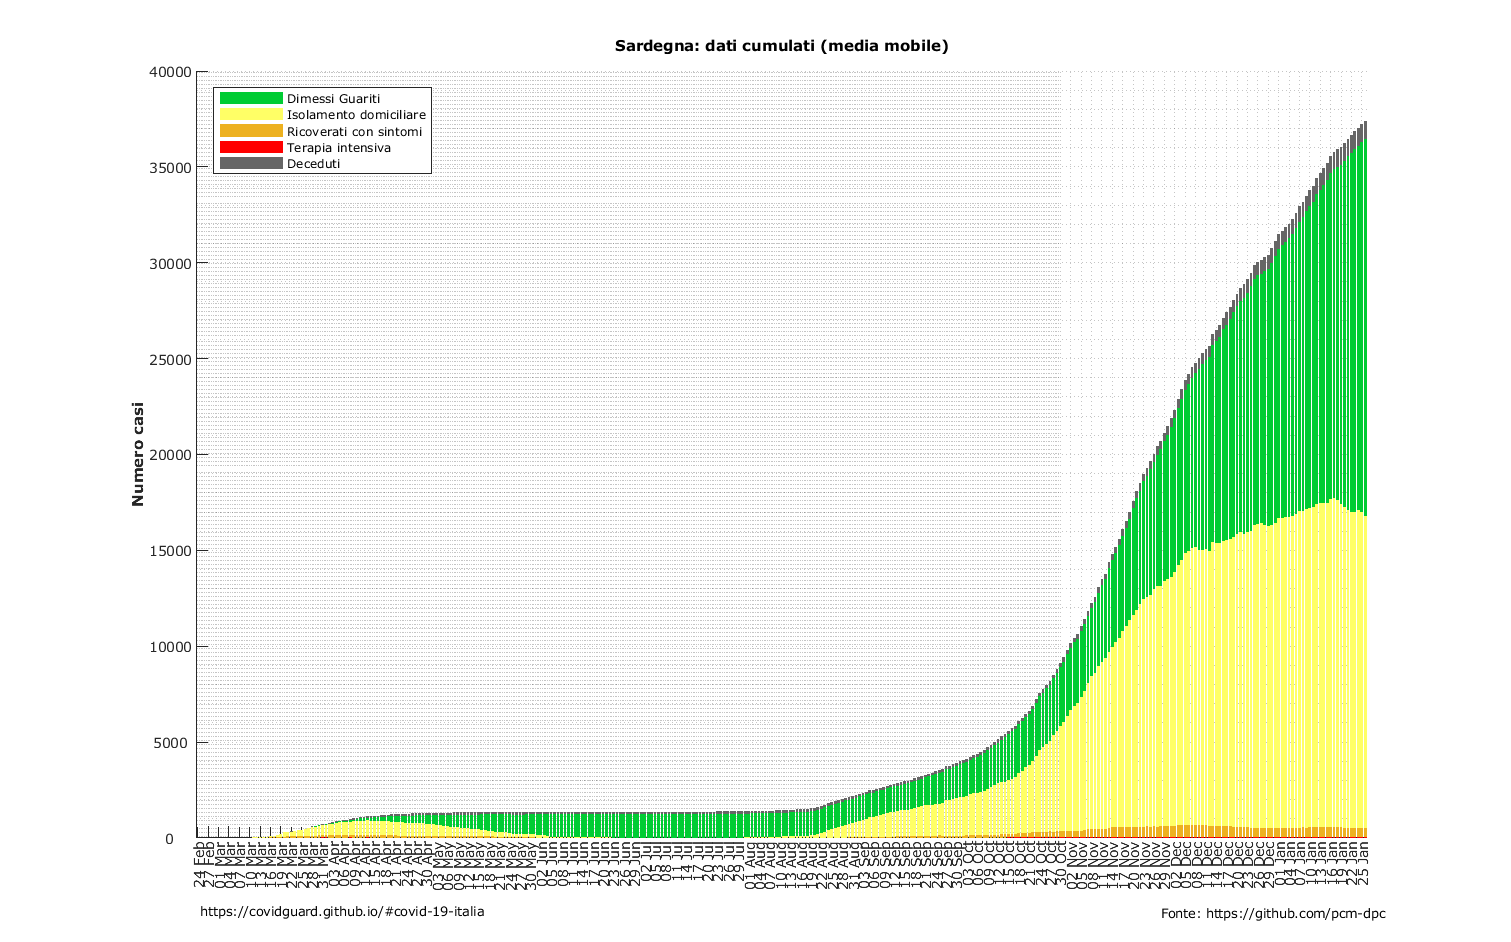 Sardegna: dati cumulati (media mobile)
40000
35000
30000
25000
20000
15000
10000
5000
0
Numero casi
Dimessi Guariti
Isolamento domiciliare
Ricoverati con sintomi
Terapia intensiva
Deceduti
24 Feb
27 Feb
01 Mar
04 Mar
07 Mar
10 Mar
13 Mar
16 Mar
19 Mar
22 Mar
25 Mar
28 Mar
31 Mar
03 Apr
06 Apr
09 Apr
12 Apr
15 Apr
18 Apr
21 Apr
24 Apr
27 Apr
30 Apr
03 May
06 May
09 May
12 May
15 May
18 May
21 May
24 May
27 May
30 May
02 Jun
05 Jun
08 Jun
11 Jun
14 Jun
17 Jun
20 Jun
23 Jun
26 Jun
29 Jun
02 Jul
05 Jul
08 Jul
11 Jul
14 Jul
17 Jul
20 Jul
23 Jul
26 Jul
29 Jul
01 Aug
04 Aug
07 Aug
10 Aug
13 Aug
16 Aug
19 Aug
22 Aug
25 Aug
28 Aug
31 Aug
03 Sep
06 Sep
09 Sep
12 Sep
15 Sep
18 Sep
21 Sep
24 Sep
27 Sep
30 Sep
03 Oct
06 Oct
09 Oct
12 Oct
15 Oct
18 Oct
21 Oct
24 Oct
27 Oct
30 Oct
02 Nov
05 Nov
08 Nov
11 Nov
14 Nov
17 Nov
20 Nov
23 Nov
26 Nov
29 Nov
02 Dec
05 Dec
08 Dec
11 Dec
14 Dec
17 Dec
20 Dec
23 Dec
26 Dec
29 Dec
01 Jan
04 Jan
07 Jan
10 Jan
13 Jan
16 Jan
19 Jan
22 Jan
25 Jan
https://covidguard.github.io/#covid-19-italia
Fonte: https://github.com/pcm-dpc